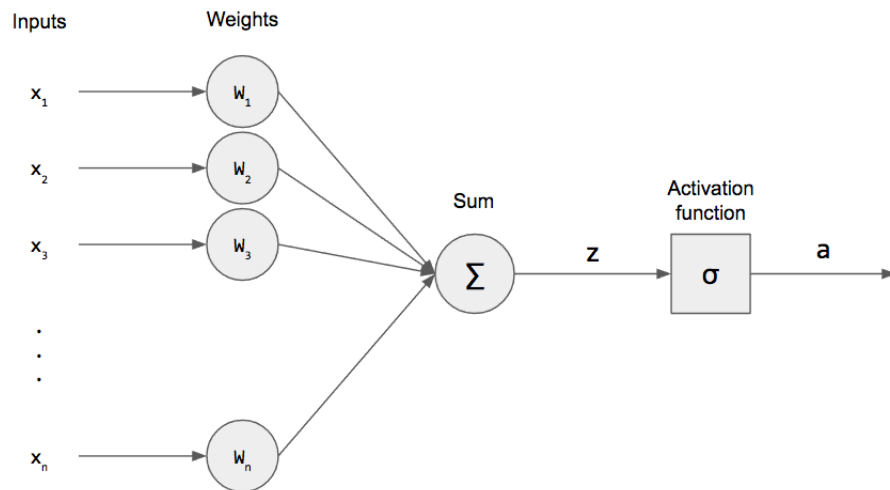 Inputs
Weights
x₁
W₁
x₂
W₂
Activation
function
Sum
x₃
W₃
Σ
z
σ
a
.
.
.
xₙ
Wₙ